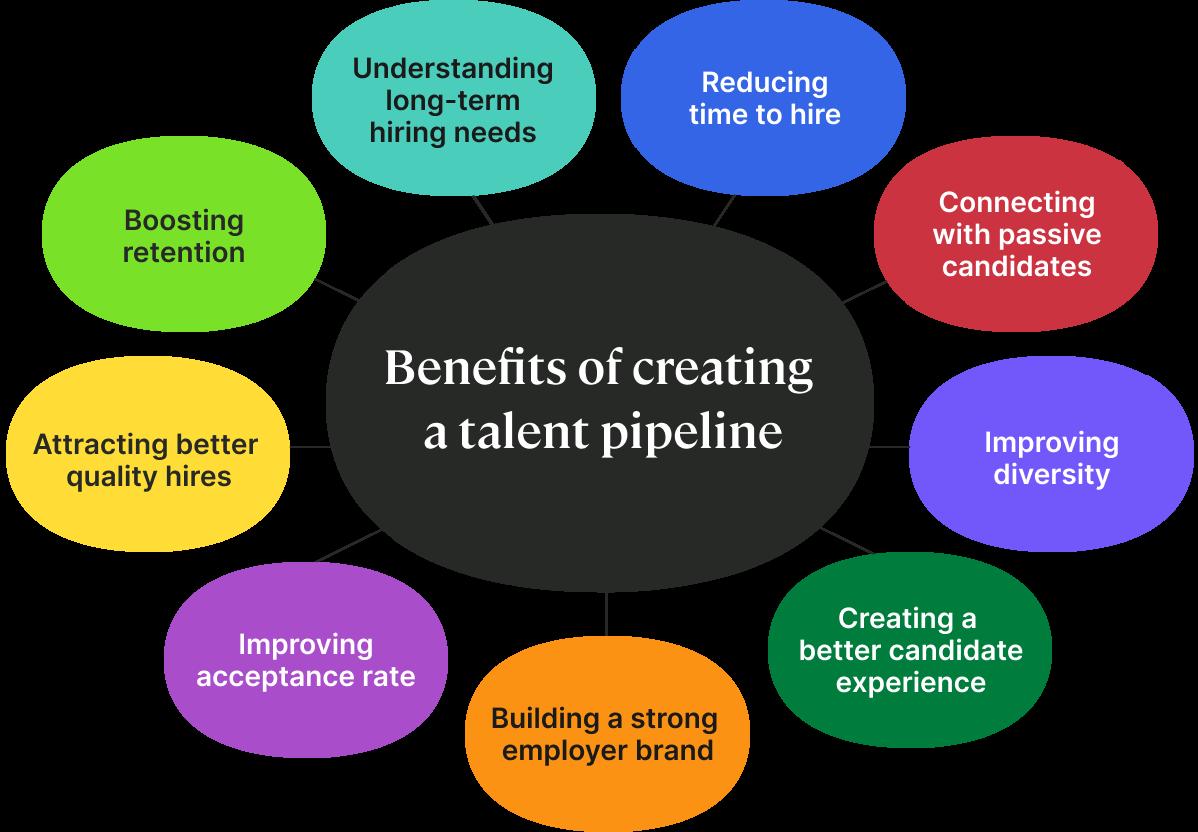 Understanding
long-term
hiring needs
Reducing
time to hire
Connecting
with passive
candidates
Boosting
retention
Benefits of creating
a talent pipeline
Attracting better
quality hires
Improving
diversity
Improving
acceptance rate
Creating a
better candidate
experience
Building a strong
employer brand